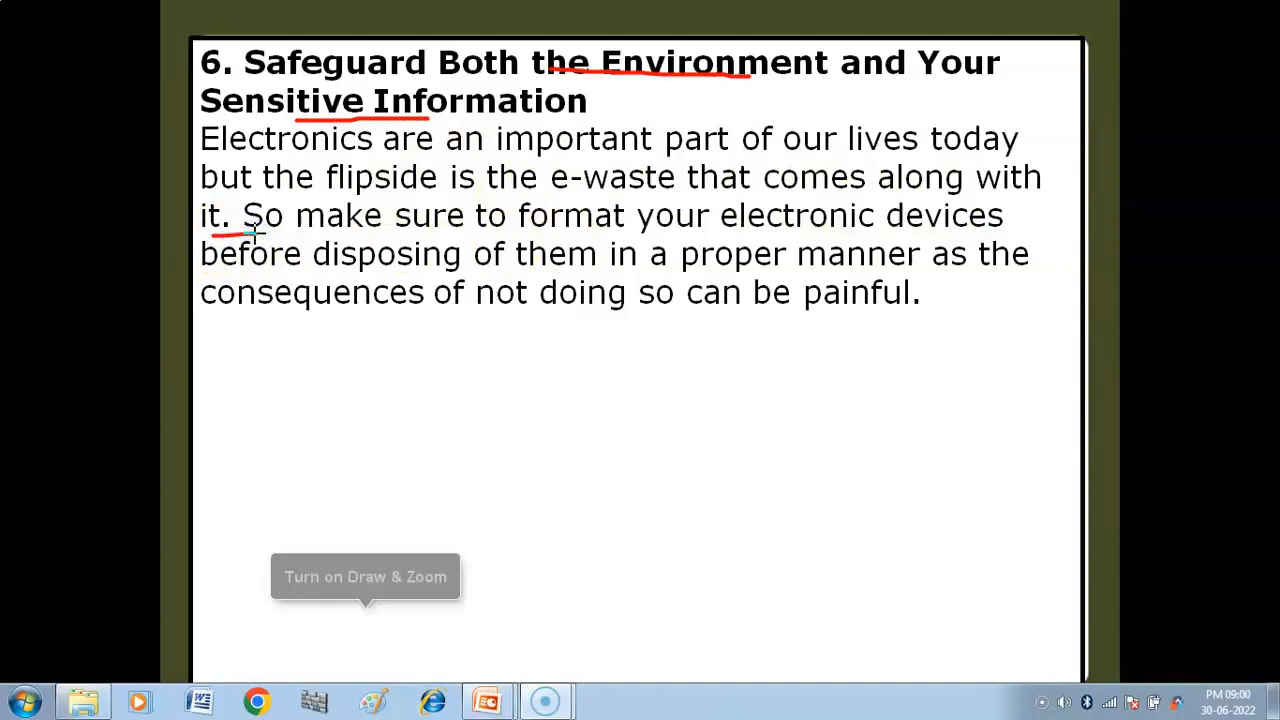 6. Safeguard Both the Environment and Your
Sensitive Information
Electronics are an important part of our lives today
but the flipside is the e-waste that comes along with
it. So make sure to format your electronic devices
before disposing of them in a proper manner as the
consequences of not doing so can be painful.
Turn on Draw & Zoom
PM 09:00
30-06-2022